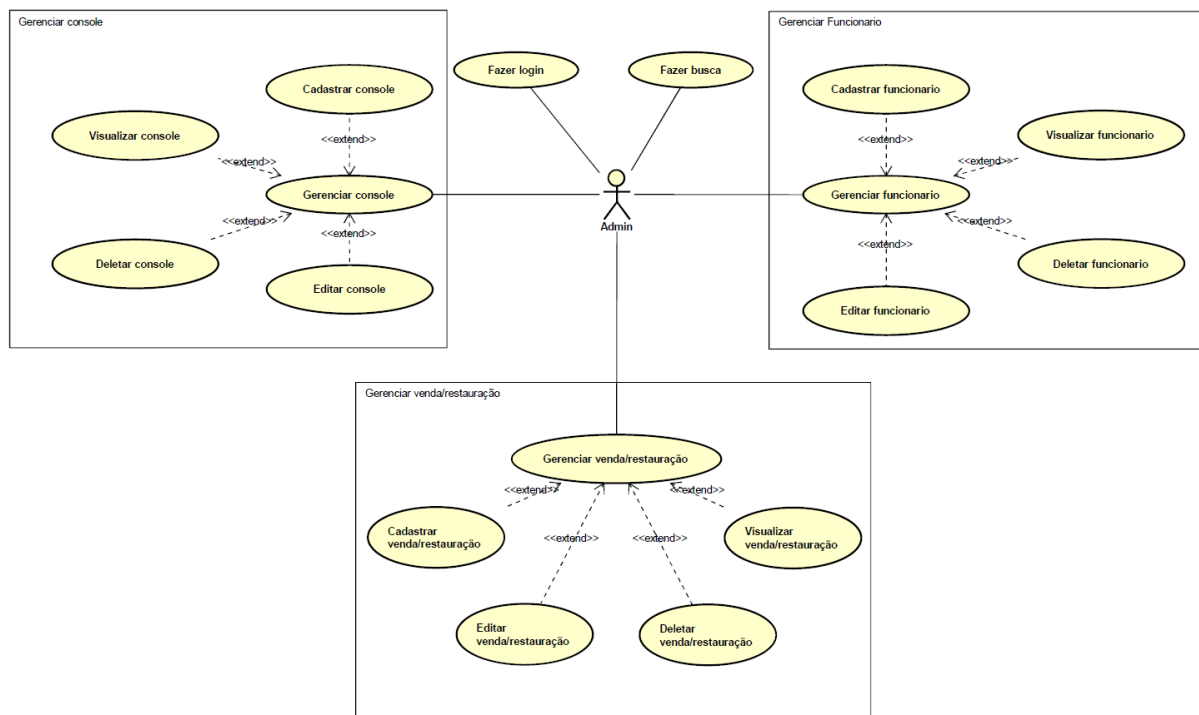 Gerenciar console
Cadastrar console
<<extend>>
Visualizar console
<<extend>>
Gerenciar console
<<extend>>
Deletar console
<<extend>>
Editar console
Fazer login
Fazer busca
Admin
Gerenciar Funcionario
Cadastrar funcionario
<<extend>>
Visualizar funcionario
<<extend>>
Gerenciar funcionario
<<extend>>
Deletar funcionario
<<extend>>
Editar funcionario
Gerenciar venda/restauração
Gerenciar venda/restauração
<<extend>>
<<extend>>
Cadastrar
venda/restauração
<<extend>>
<<extend>>
Visualizar
venda/restauração
Editar
venda/restauração
Deletar
venda/restauração